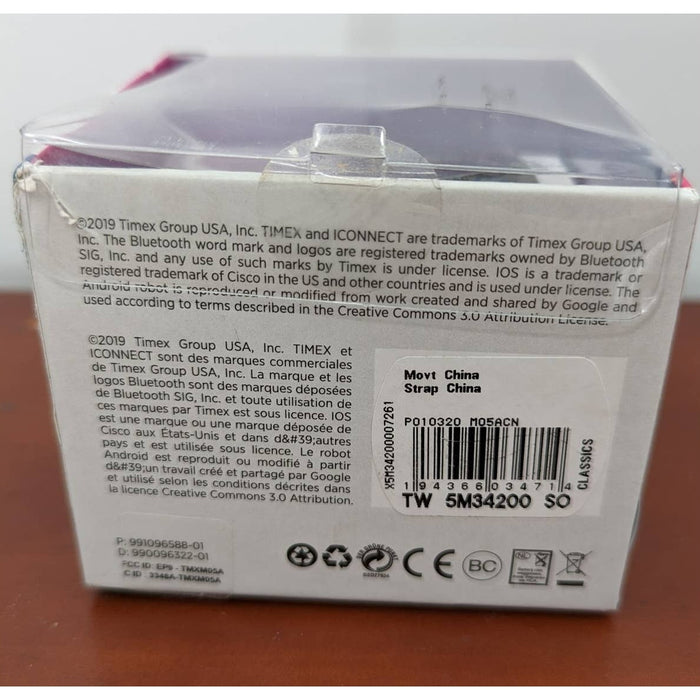 ©2019 Timex Group USA, Inc. TIMEX and ICONNECT are trademarks of Timex Group USA,
Inc. The Bluetooth word mark and logos are registered trademarks owned by Bluetooth
SIG, Inc. and any use of such marks by Timex is under license. IOS is a trademark or
registered trademark of Cisco in the US and other countries and is used under license. The
Android robot is reproduced or modified from work created and shared by Google and
used according to terms described in the Creative Commons 3.0 Attribution License.
©2019 Timex Group USA, Inc. TIMEX et
ICONNECT sont des marques commerciales
de Timex Group USA, Inc. La marque et les
logos Bluetooth sont des marques déposées
de Bluetooth SIG, Inc. et toute utilisation de
ces marques par Timex est sous licence. IOS
est une marque ou une marque déposée de
Cisco aux États-Unis et dans d&#39;autres
pays et est utilisée sous licence. Le robot
Android est reproduit ou modifié à partir
d&#39;un travail créé et partagé par Google
et utilisé selon les conditions décrites dans
la licence Creative Commons 3.0 Attribution.
Movt China
Strap China
X5M34200007261
P010320 M05ACN
1 94366 03471 4
CLASSICS
TW 5M34200 SO
P: 991096588-01
D: 990096322-01
FCC ID: EP9 - TMXM05A
IC ID: 3348A-TMXM05A
CE
BC